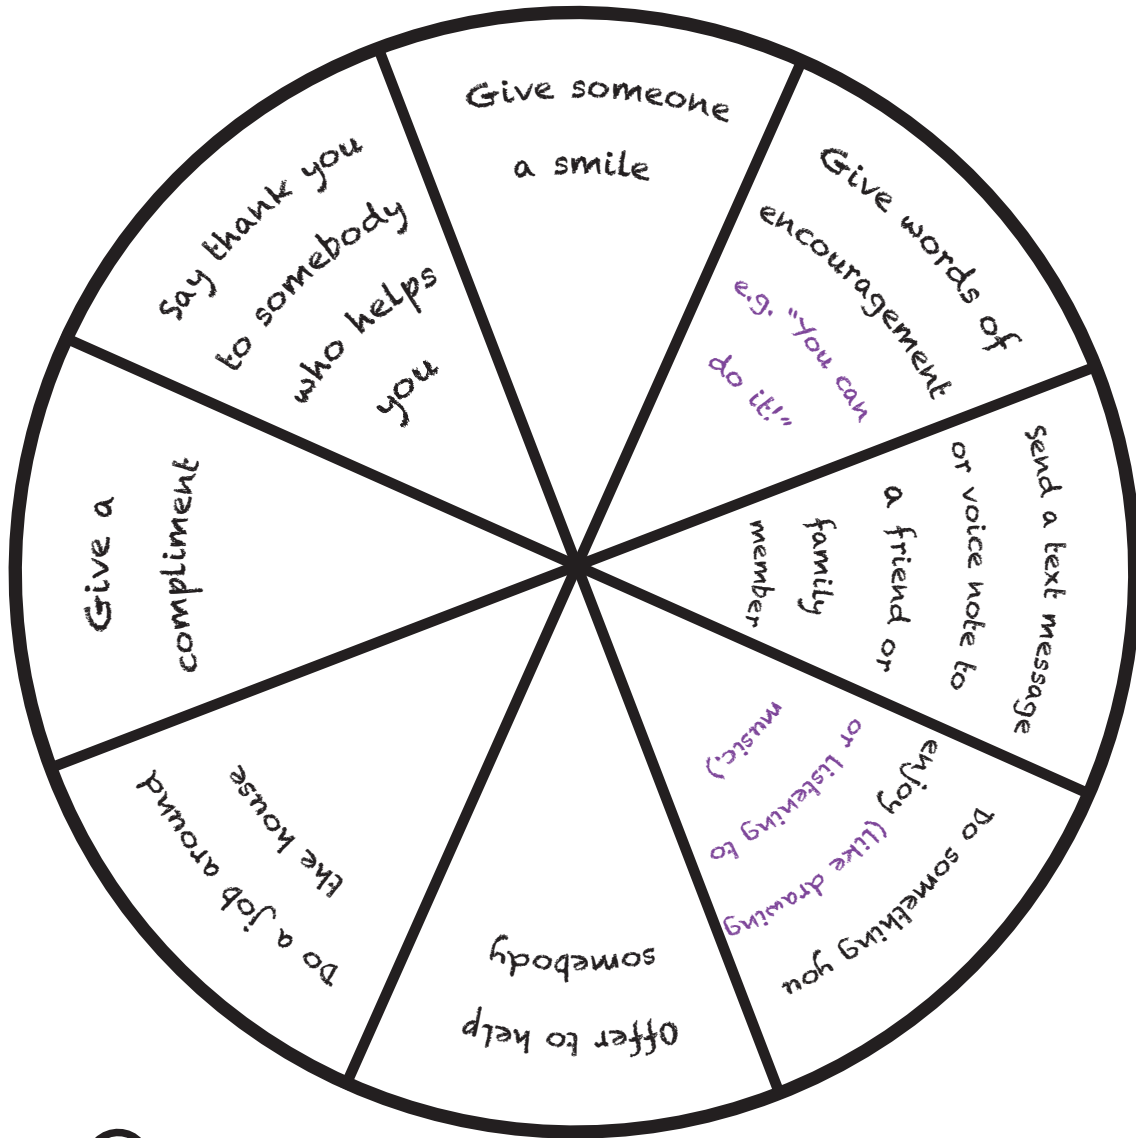 Give someone
a smile
Give words of
encouragement
e.g. "You can
do it!"
Send a text message
or voice note to
a friend or
family
member
Do something you
enjoy (like drawing
or listening to
music.)
Offer to help
somebody
Do a job around
the house
Give a
compliment
Say thank you
to somebody
who helps
you